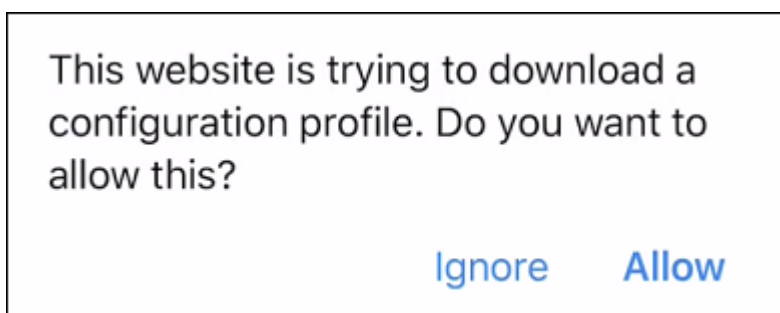 This website is trying to download a
configuration profile. Do you want to
allow this?
Ignore Allow